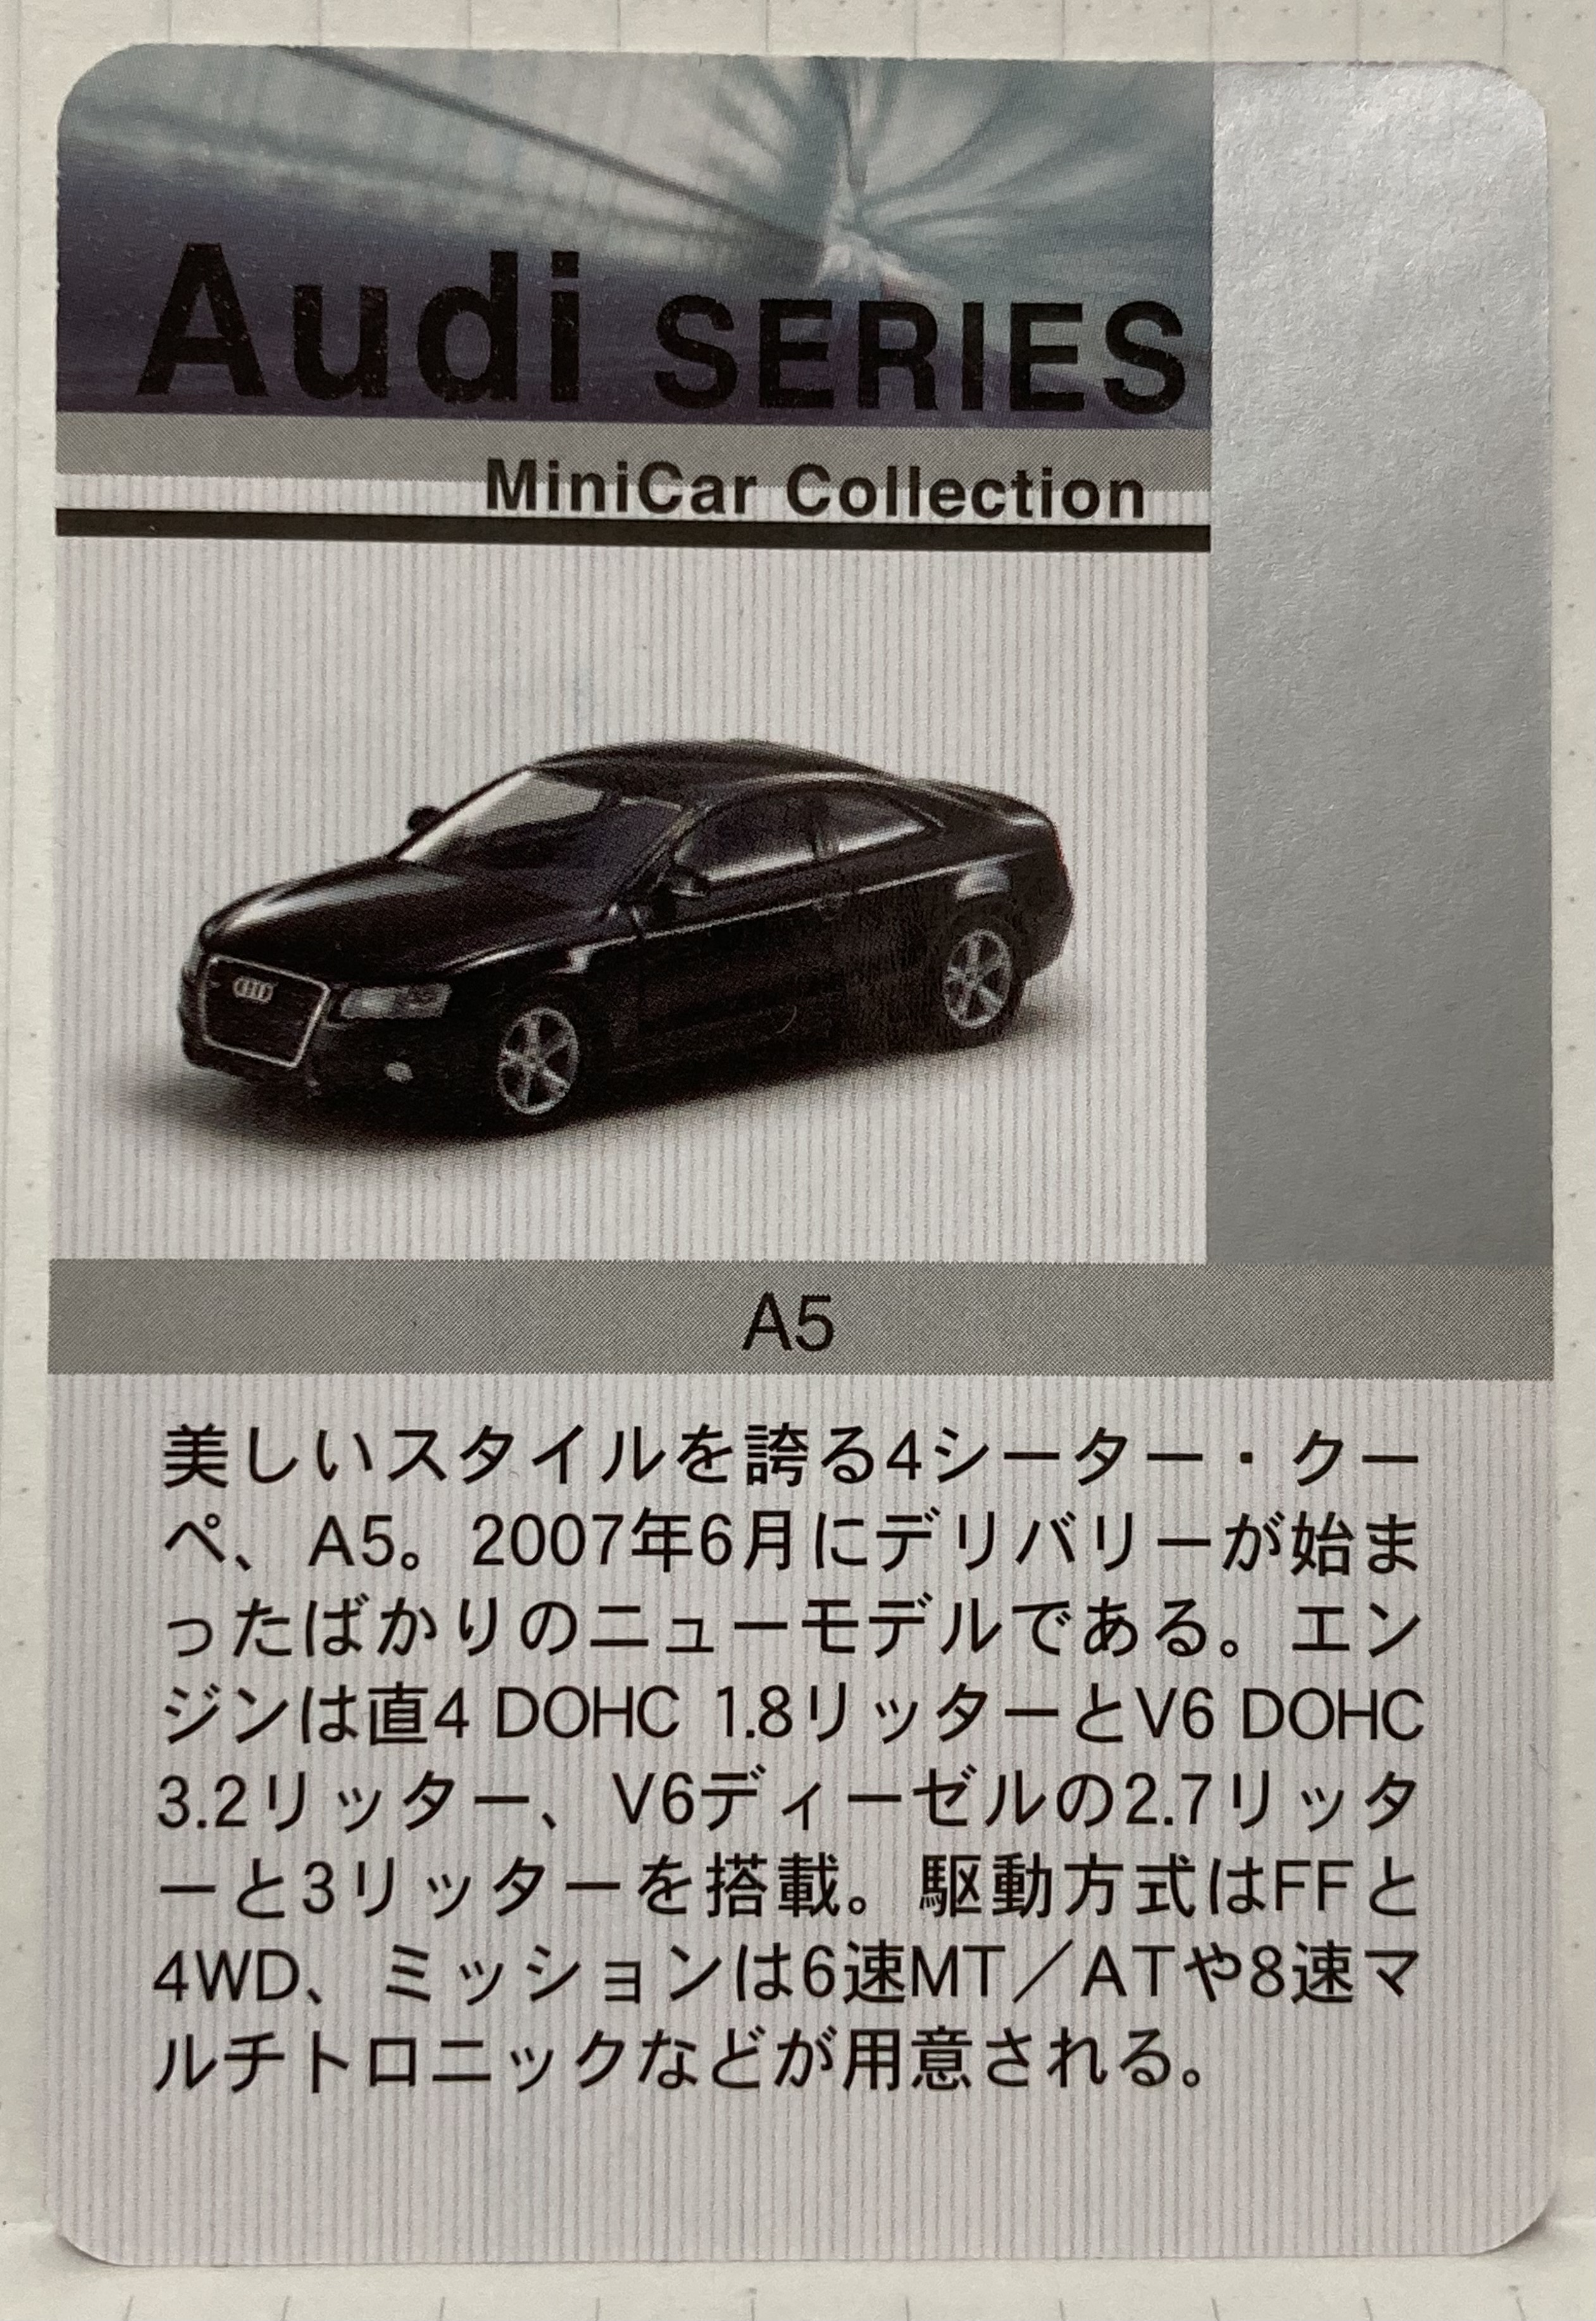 Audi SERIES
MiniCar Collection
A5
美しいスタイルを誇る4シーター・クー
ペ、A5。2007年6月にデリバリーが始ま
ったばかりのニューモデルである。エン
ジンは直4 DOHC 1.8リッターとV6 DOHC
3.2リッター、V6ディーゼルの2.7リッタ
ーと3リッターを搭載。駆動方式はFFと
4WD、ミッションは6速MT／ATや8速マ
ルチトロニックなどが用意される。